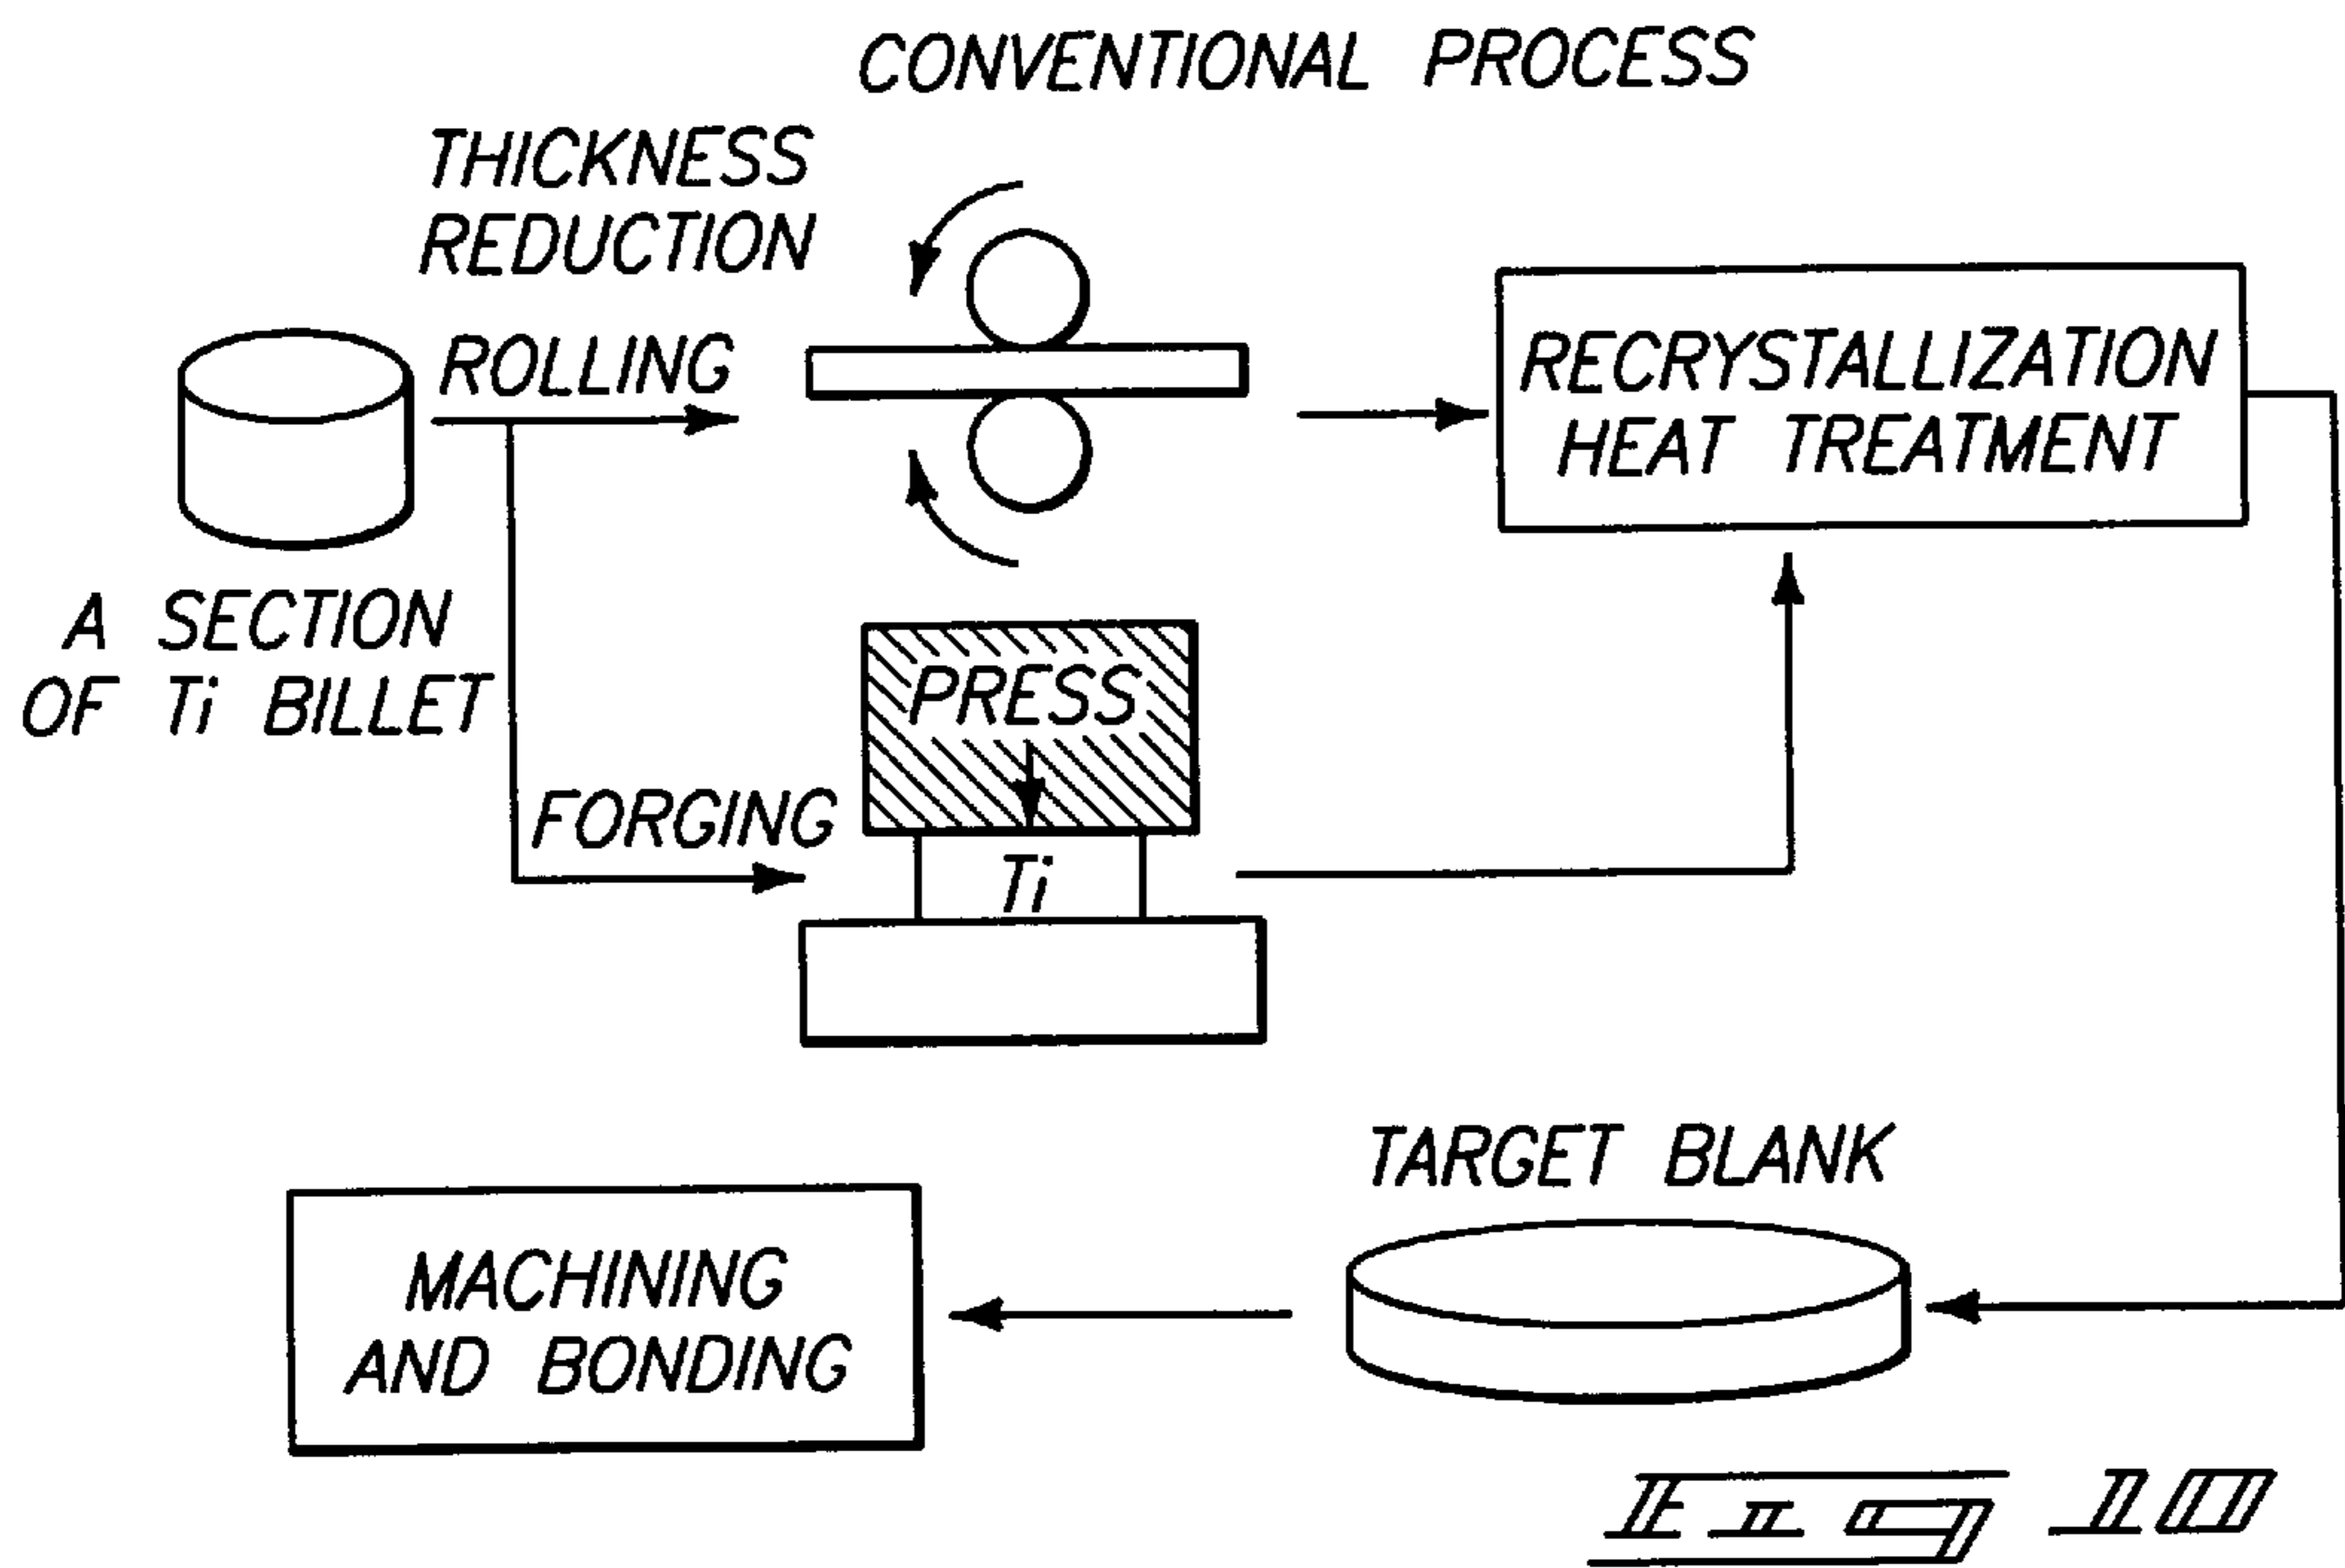 CONVENTIONAL PROCESS
THICKNESS
REDUCTION
ROLLING
RECRYSTALLIZATION
HEAT TREATMENT
A SECTION
OF Ti BILLET
PRESS
FORGING
Ti
TARGET BLANK
MACHINING
AND BONDING
Fig 10